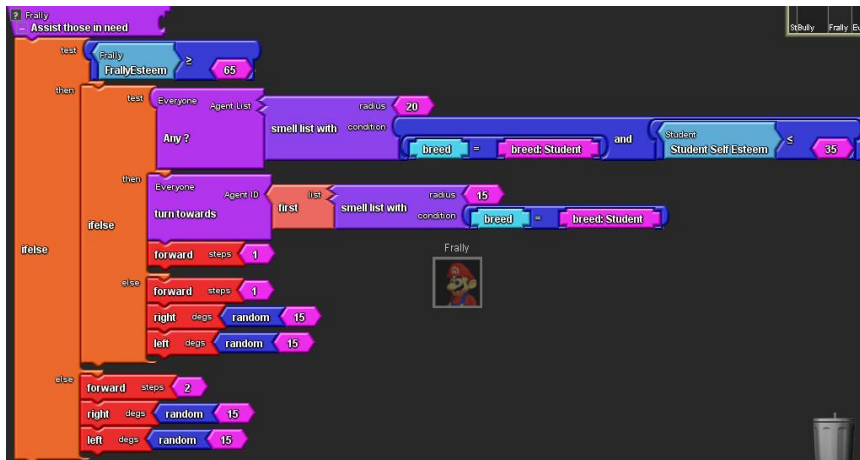 ? Frally
– Assist those in need
StBully Frally Ev
test Frally FrallyEsteem ≥ 65
then test Everyone Any ? Agent List smell list with radius 20
condition breed = breed: Student and Student Student Self Esteem ≤ 35
then Everyone turn towards Agent ID first list smell list with radius 15
condition breed = breed: Student
ifelse
ifelse
forward steps 1
Frally
else forward steps 1
right degs random 15
left degs random 15
else forward steps 2
right degs random 15
left degs random 15